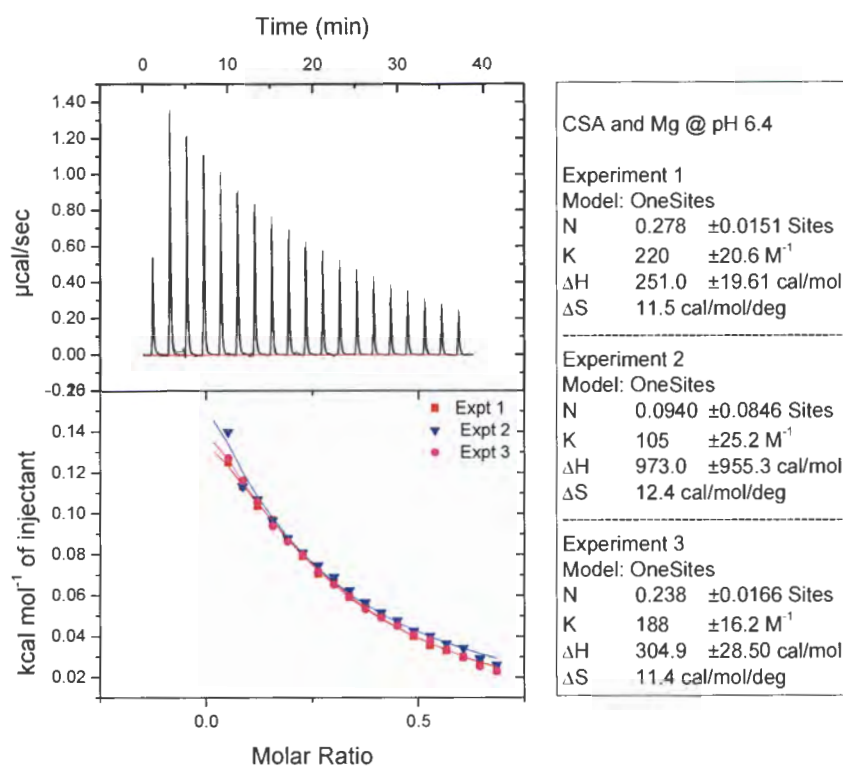 Time (min)
0 10 20 30 40
1.40
1.20
1.00
0.80
0.60
0.40
0.20
0.00
µcal/sec
0.14
0.12
0.10
0.08
0.06
0.04
0.02
kcal mol⁻¹ of injectant
Expt 1
Expt 2
Expt 3
0.0 0.5
Molar Ratio
CSA and Mg @ pH 6.4
Experiment 1
Model: OneSites
N 0.278 ±0.0151 Sites
K 220 ±20.6 M⁻¹
ΔH 251.0 ±19.61 cal/mol
ΔS 11.5 cal/mol/deg
Experiment 2
Model: OneSites
N 0.0940 ±0.0846 Sites
K 105 ±25.2 M⁻¹
ΔH 973.0 ±955.3 cal/mol
ΔS 12.4 cal/mol/deg
Experiment 3
Model: OneSites
N 0.238 ±0.0166 Sites
K 188 ±16.2 M⁻¹
ΔH 304.9 ±28.50 cal/mol
ΔS 11.4 cal/mol/deg